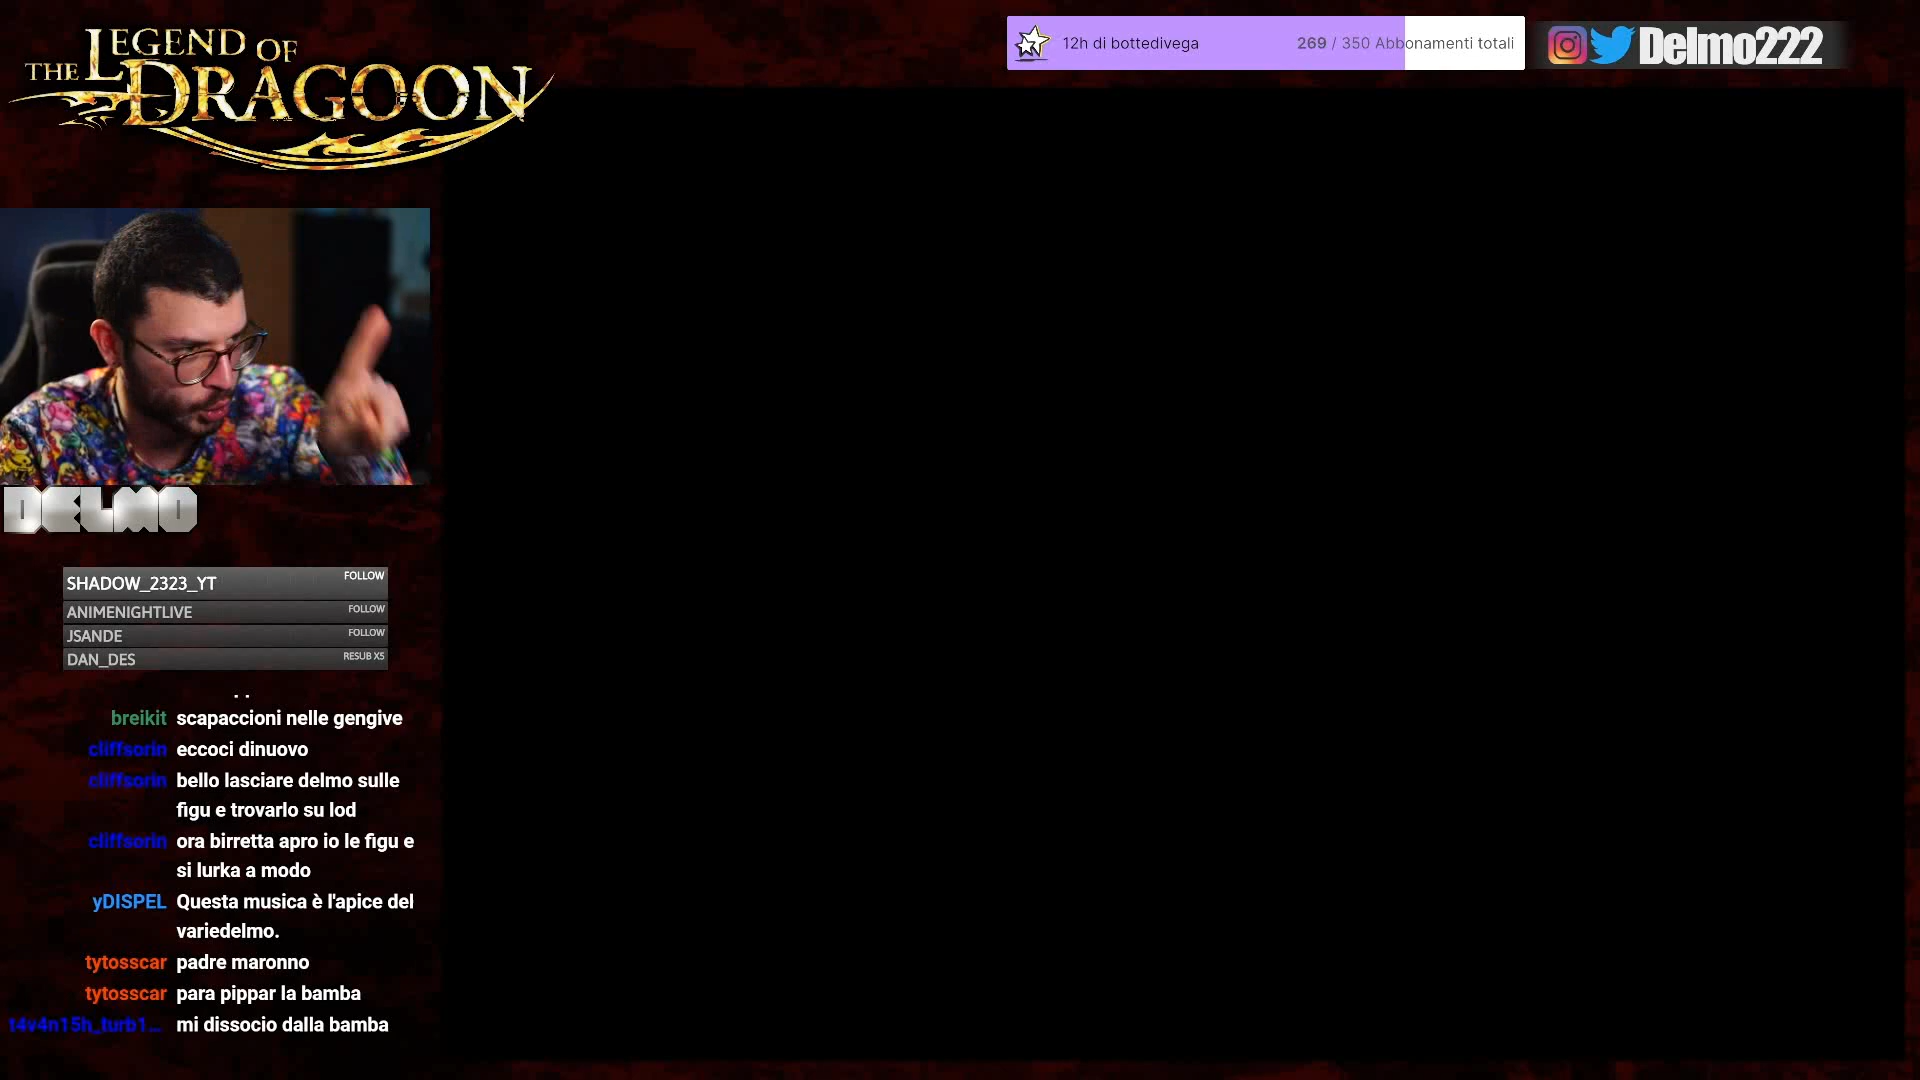 THE LEGEND OF
DRAGOON
12h di bottedivega 269 / 350 Abbonamenti totali
Delmo222
DELMO
SHADOW_2323_YT FOLLOW
ANIMENIGHTLIVE FOLLOW
JSANDE FOLLOW
DAN_DES RESUB X5
breikit scapaccioni nelle gengive
cliffsorin eccoci dinuovo
cliffsorin bello lasciare delmo sulle
figu e trovarlo su lod
cliffsorin ora birretta apro io le figu e
si lurka a modo
yDISPEL Questa musica è l'apice del
variedelmo.
tytosscar padre maronno
tytosscar para pippar la bamba
t4v4n15h_turb1... mi dissocio dalla bamba